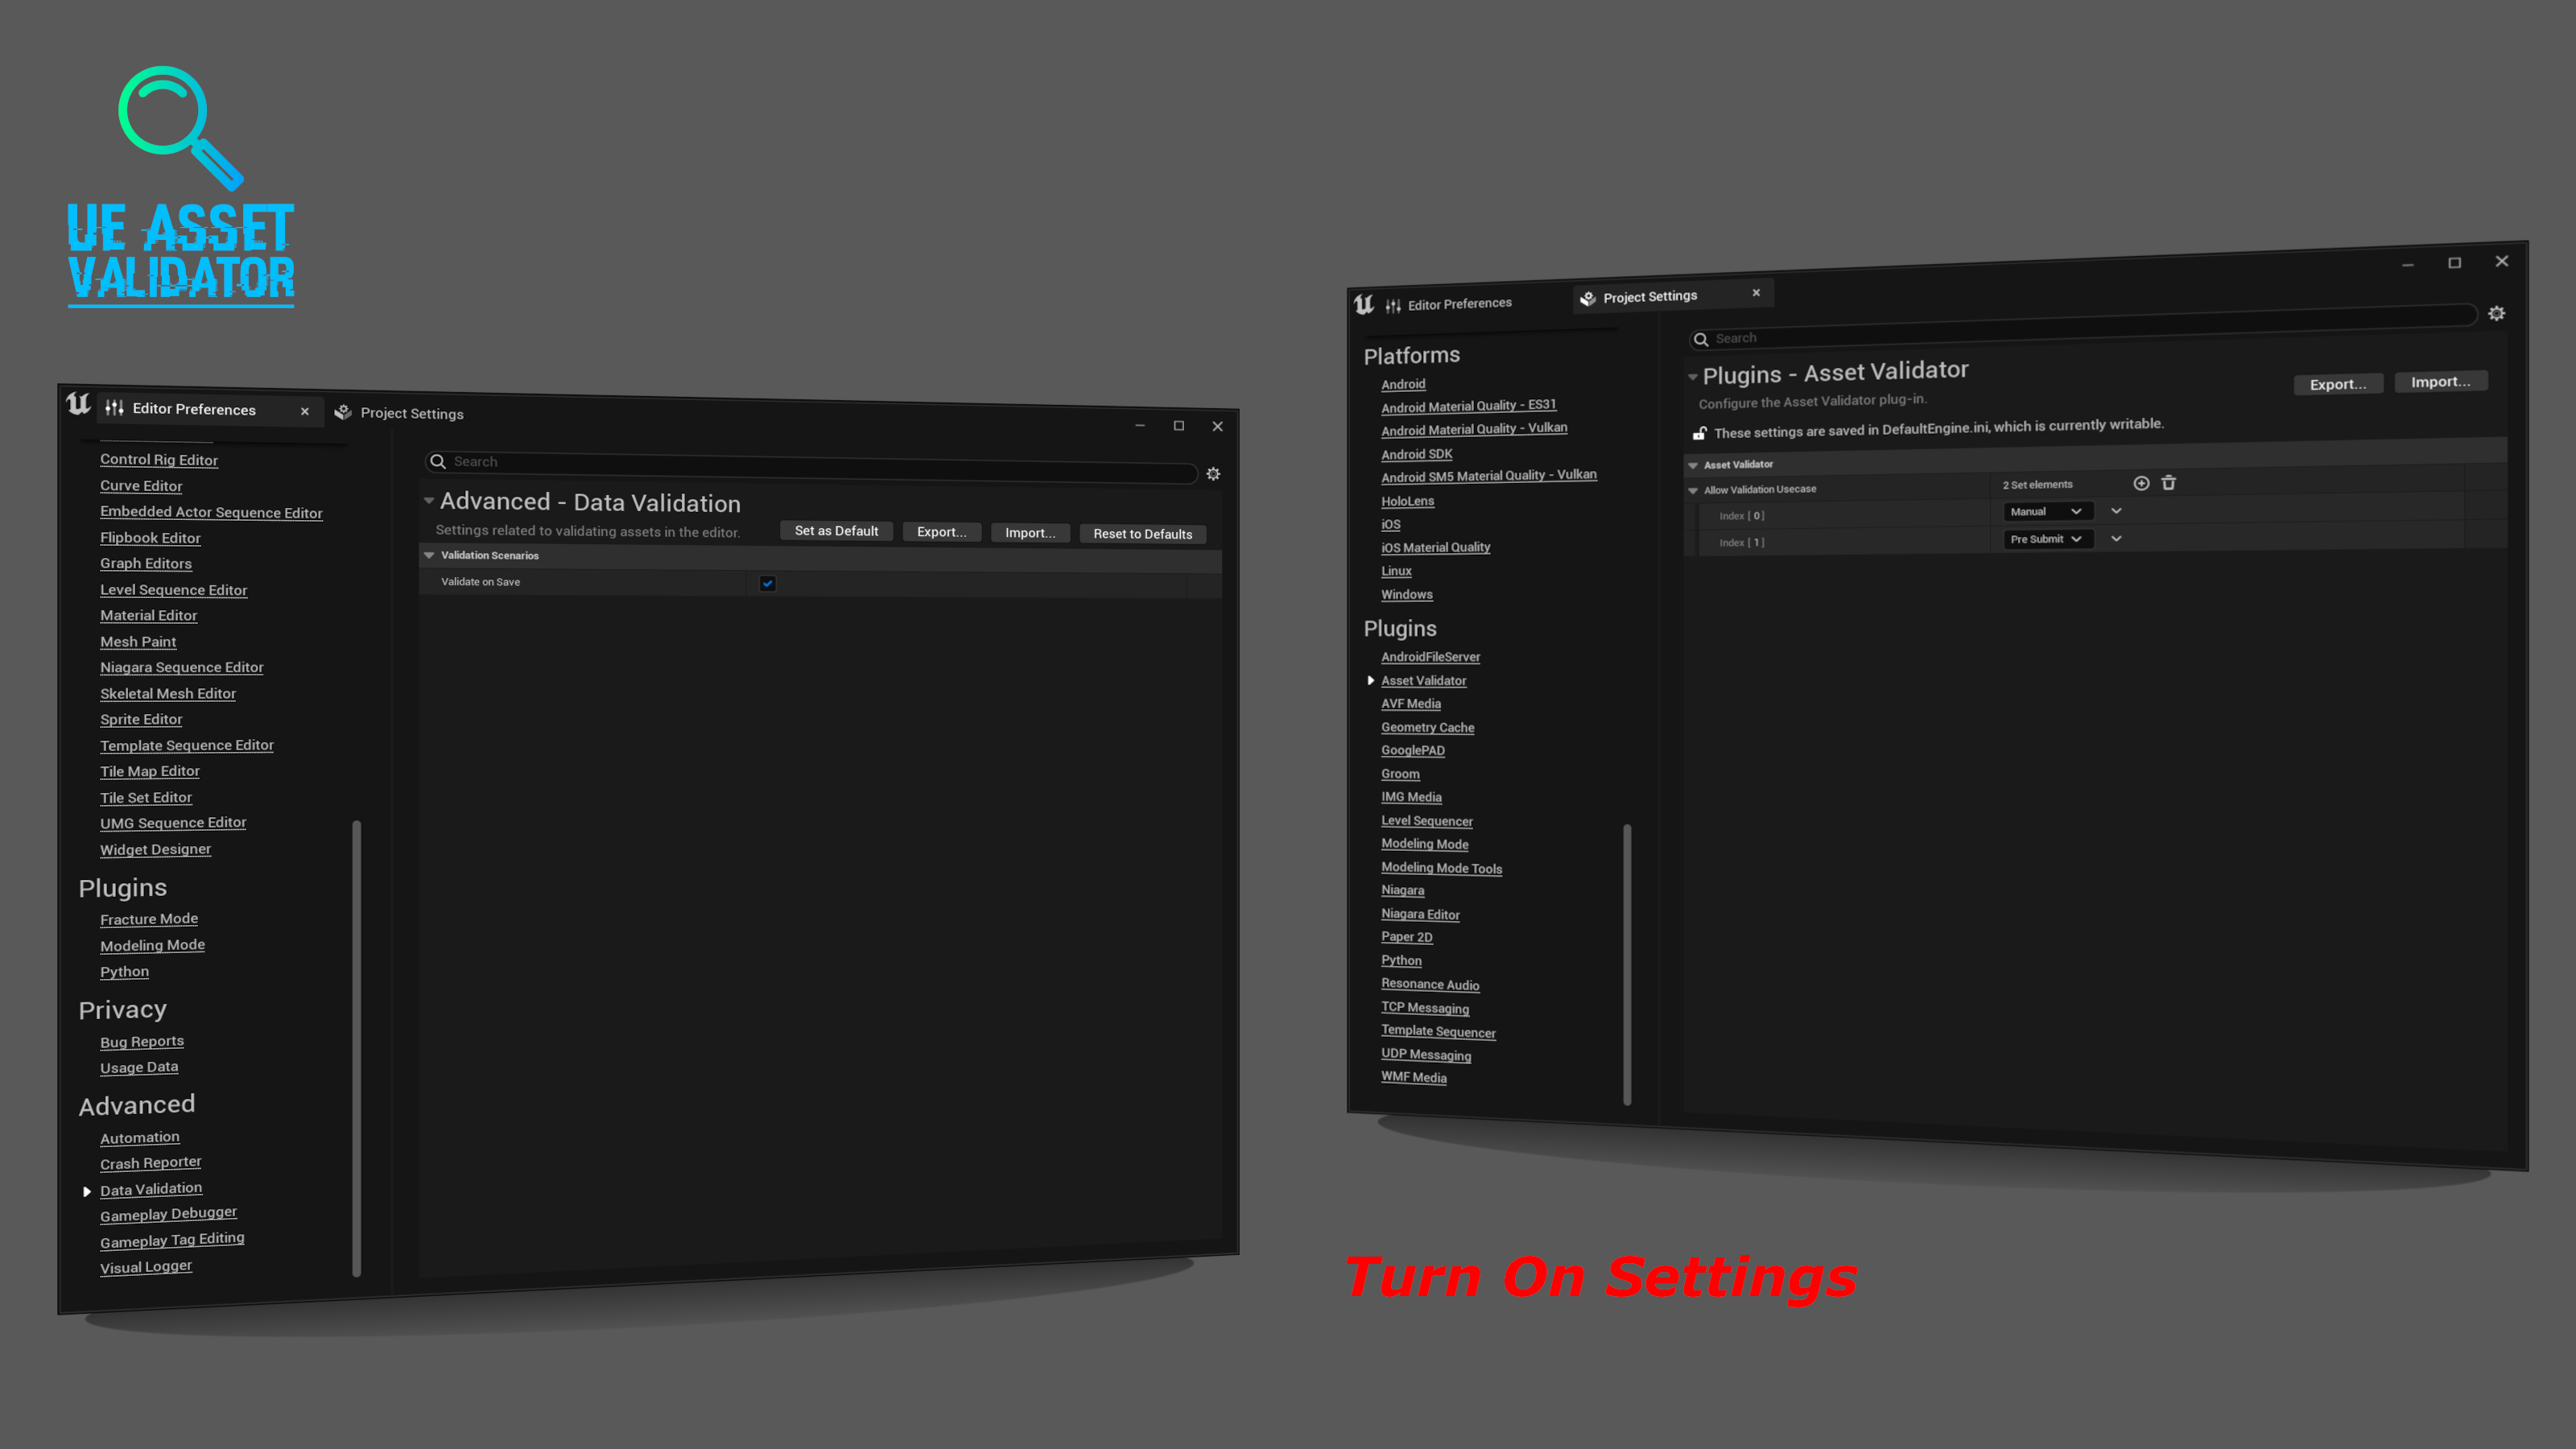 UE ASSET
VALIDATOR
Editor Preferences
Project Settings
Control Rig Editor
Curve Editor
Embedded Actor Sequence Editor
Flipbook Editor
Graph Editors
Level Sequence Editor
Material Editor
Mesh Paint
Niagara Sequence Editor
Skeletal Mesh Editor
Sprite Editor
Template Sequence Editor
Tile Map Editor
Tile Set Editor
UMG Sequence Editor
Widget Designer
Plugins
Fracture Mode
Modeling Mode
Python
Privacy
Bug Reports
Usage Data
Advanced
Automation
Crash Reporter
Data Validation
Gameplay Debugger
Gameplay Tag Editing
Visual Logger
Search
Advanced - Data Validation
Settings related to validating assets in the editor.
Set as Default
Export...
Import...
Reset to Defaults
Validation Scenarios
Validate on Save
Editor Preferences
Project Settings
Platforms
Android
Android Material Quality - ES31
Android Material Quality - Vulkan
Android SDK
Android SM5 Material Quality - Vulkan
HoloLens
iOS
iOS Material Quality
Linux
Windows
Plugins
AndroidFileServer
Asset Validator
AVF Media
Geometry Cache
GooglePAD
Groom
IMG Media
Level Sequencer
Modeling Mode
Modeling Mode Tools
Niagara
Niagara Editor
Paper 2D
Python
Resonance Audio
TCP Messaging
Template Sequencer
UDP Messaging
WMF Media
Search
Plugins - Asset Validator
Configure the Asset Validator plug-in.
Export...
Import...
These settings are saved in DefaultEngine.ini, which is currently writable.
Asset Validator
Allow Validation Usecase
2 Set elements
Index [ 0 ]
Manual
Index [ 1 ]
Pre Submit
Turn On Settings